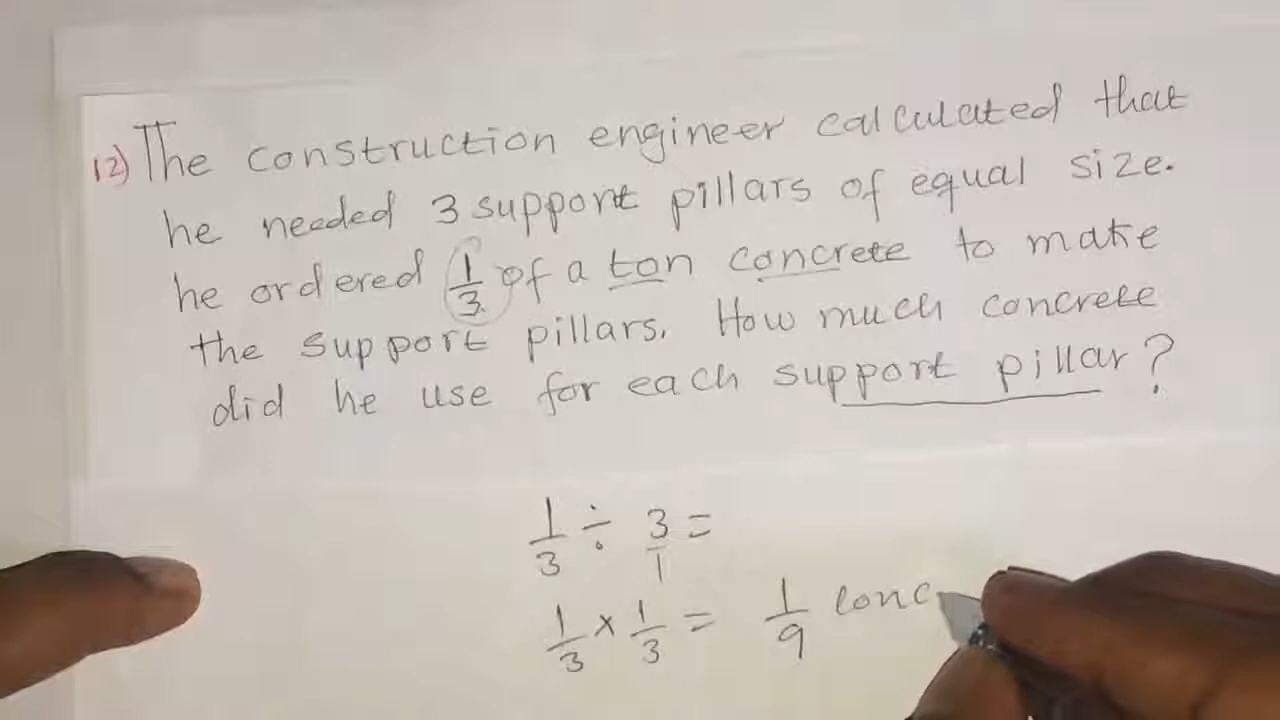 12) The construction engineer calculated that
he needed 3 support pillars of equal size.
he ordered 1/3 of a ton concrete to make
the support pillars. How much concrete
did he use for each support pillar?
1/3 ÷ 3/1 =
1/3 × 1/3 = 1/9 conc